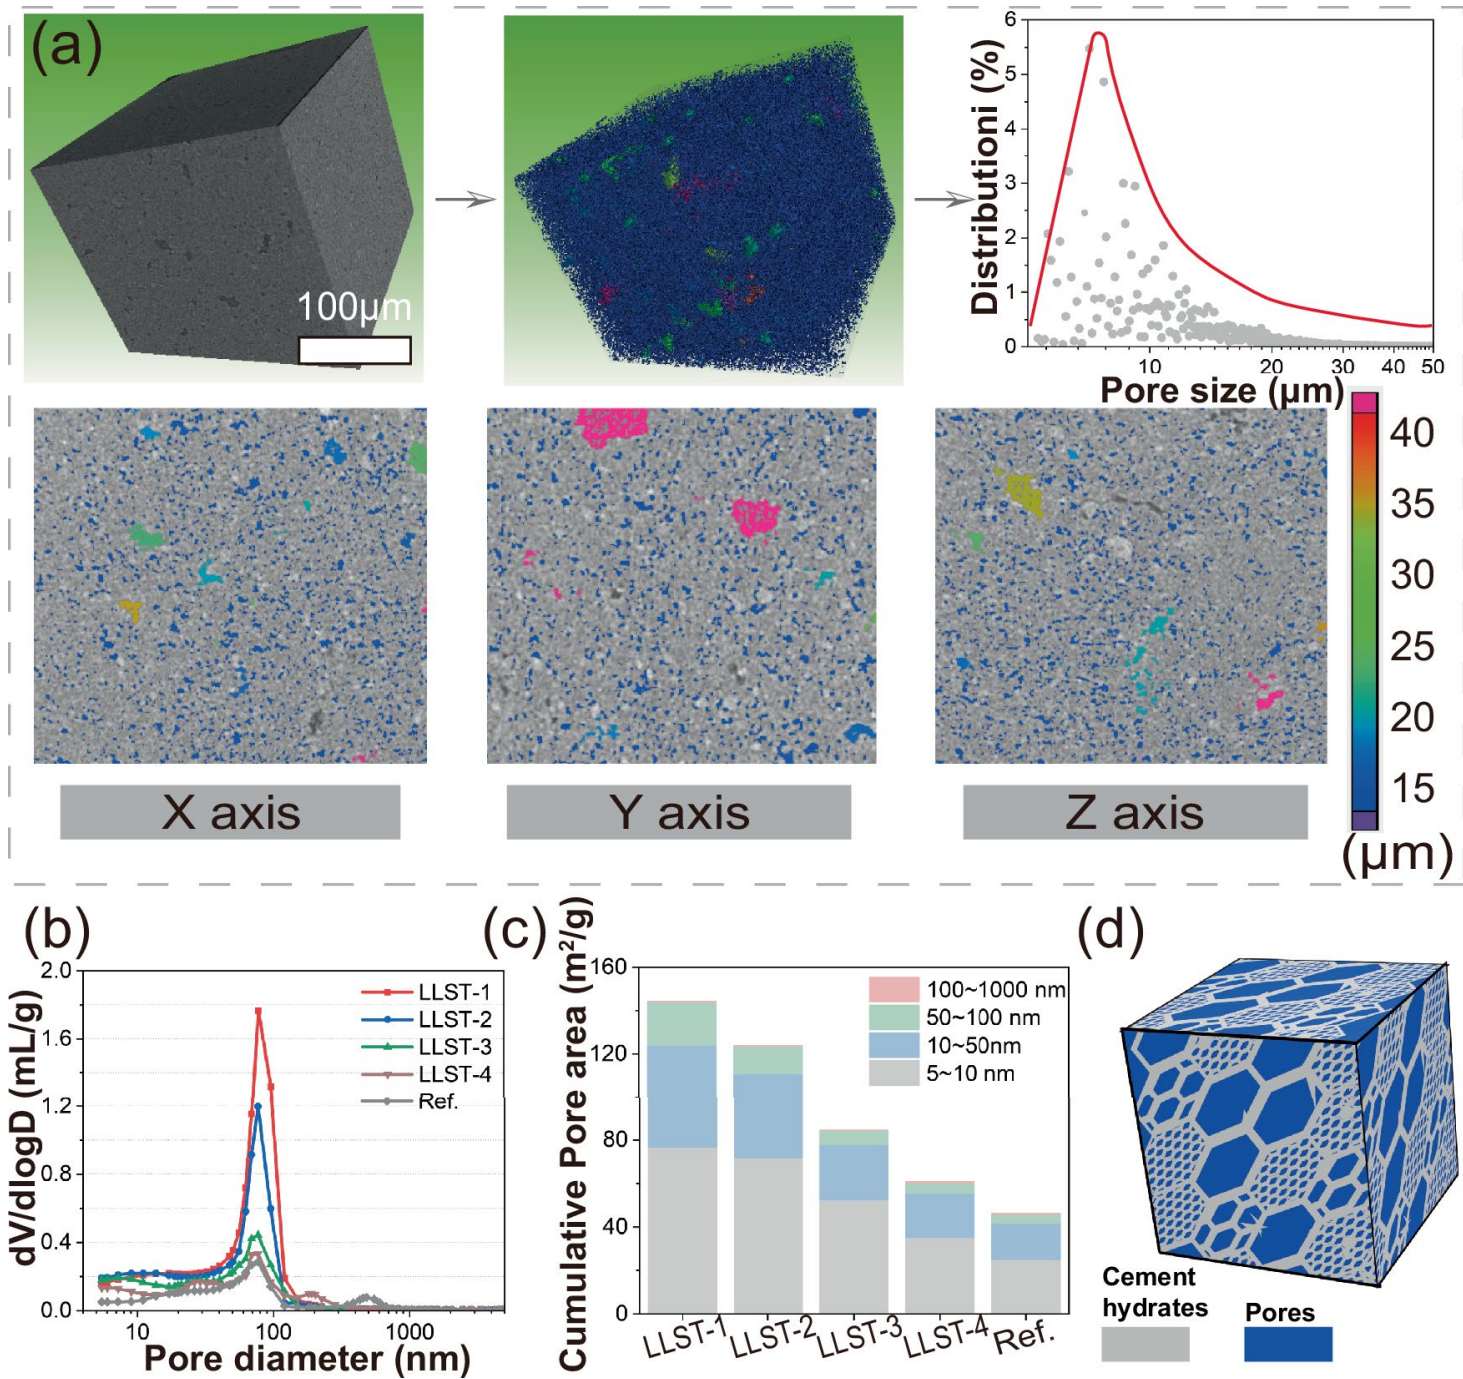 (a)
100μm
6
5
4
3
2
1
0
Distributioni (%)
10 20 30 40 50
Pore size (μm)
40
35
30
25
20
15
(μm)
X axis
Y axis
Z axis
(b)
2.0
1.6
1.2
0.8
0.4
0.0
dV/dlogD (mL/g)
LLST-1
LLST-2
LLST-3
LLST-4
Ref.
10 100 1000
Pore diameter (nm)
(c)
160
120
80
40
0
Cumulative Pore area (m²/g)
100~1000 nm
50~100 nm
10~50nm
5~10 nm
LLST-1 LLST-2 LLST-3 LLST-4 Ref.
(d)
Cement
hydrates
Pores